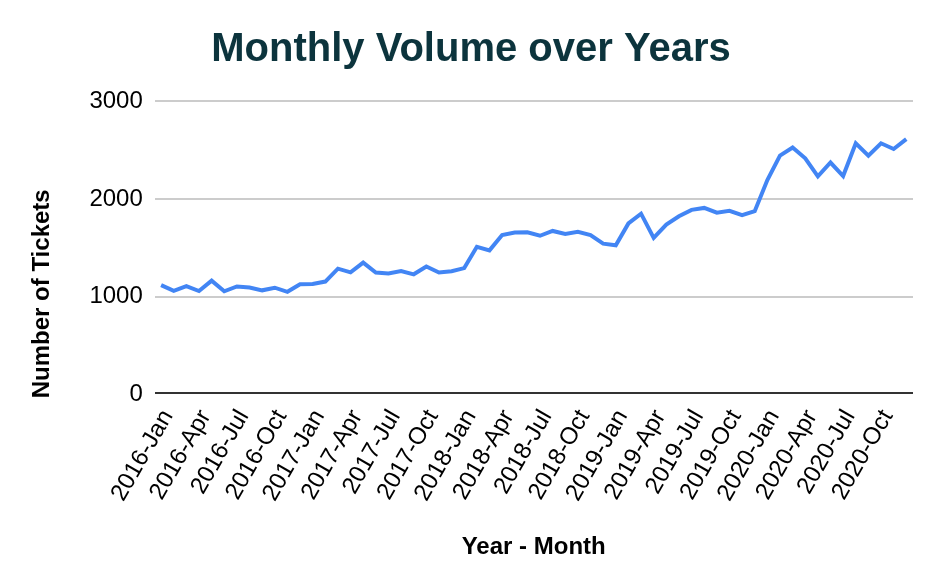 Monthly Volume over Years
Number of Tickets
3000
2000
1000
0
2016-Jan
2016-Apr
2016-Jul
2016-Oct
2017-Jan
2017-Apr
2017-Jul
2017-Oct
2018-Jan
2018-Apr
2018-Jul
2018-Oct
2019-Jan
2019-Apr
2019-Jul
2019-Oct
2020-Jan
2020-Apr
2020-Jul
2020-Oct
Year - Month